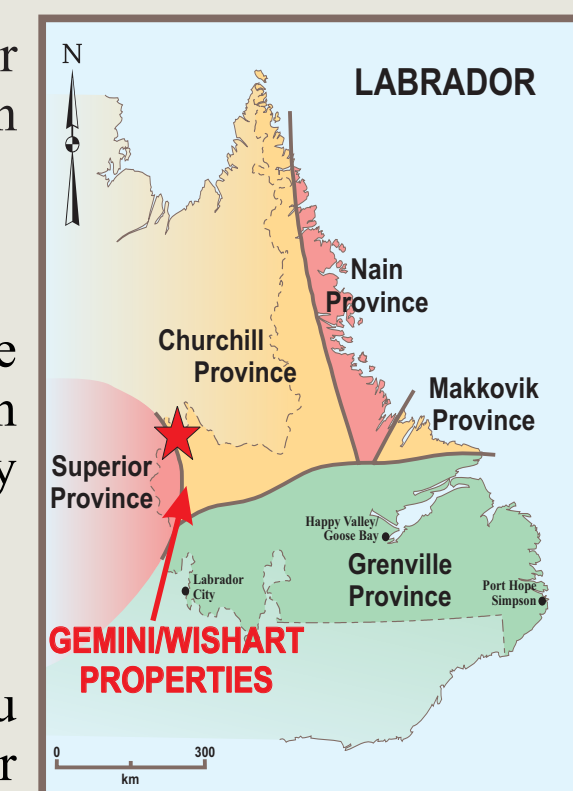 r
n
e
n
y
u
r
N
LABRADOR
Nain
Province
Churchill
Province
Makkovik
Province
Superior
Province
Happy Valley/
Goose Bay
Grenville
Province
Labrador
City
Port Hope
Simpson
GEMINI/WISHART
PROPERTIES
0 300
km